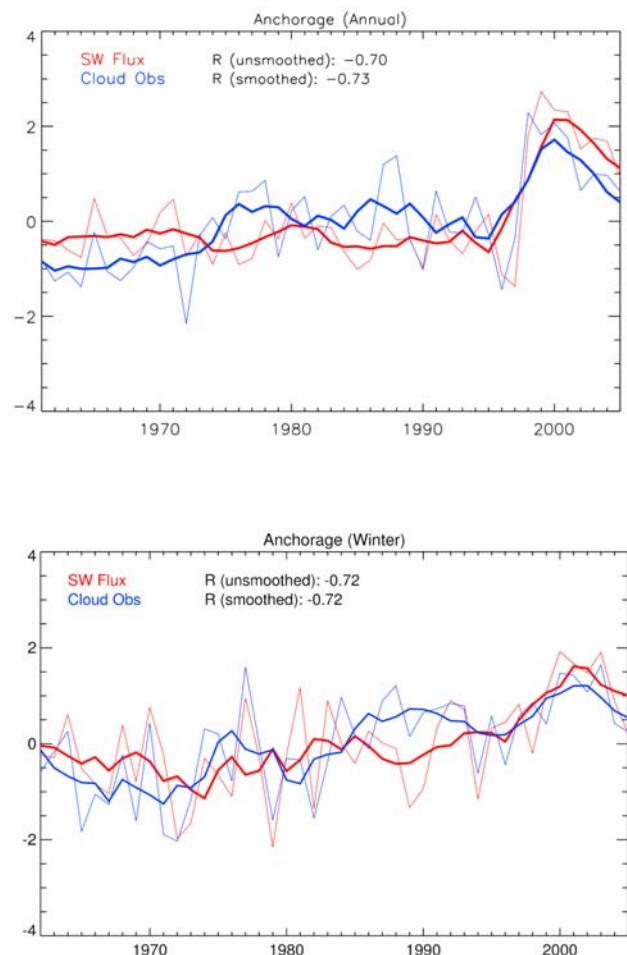 Anchorage (Annual)
SW Flux R (unsmoothed): −0.70
Cloud Obs R (smoothed): −0.73
4
2
0
−2
−4
1970 1980 1990 2000
Anchorage (Winter)
4
SW Flux R (unsmoothed): -0.72
Cloud Obs R (smoothed): -0.72
2
0
-2
-4
1970 1980 1990 2000